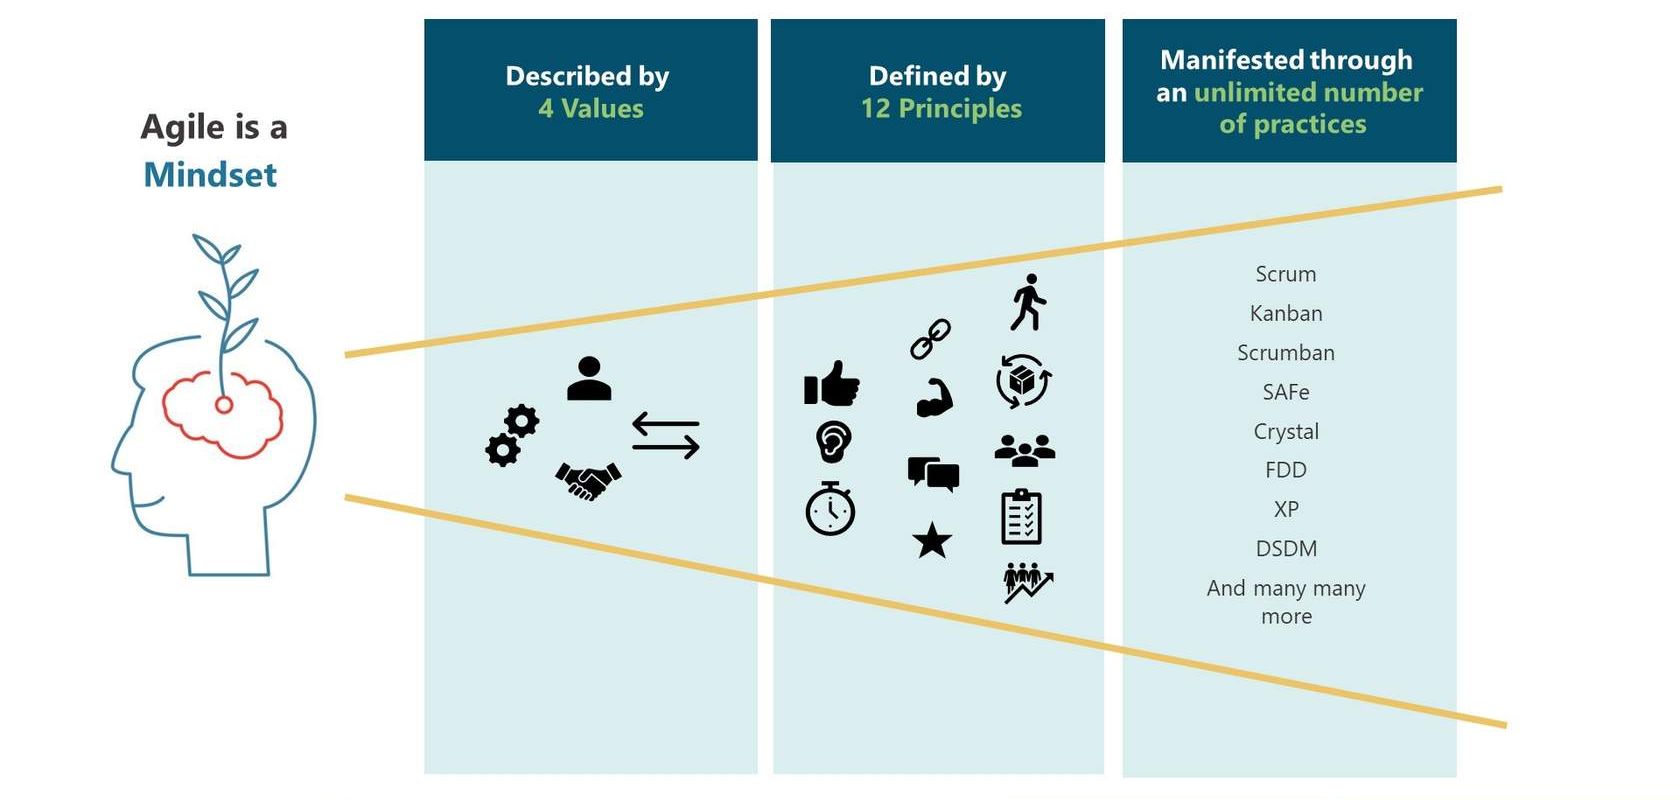 Agile is a
Mindset
Described by
4 Values
Defined by
12 Principles
Manifested through
an unlimited number
of practices
Scrum
Kanban
Scrumban
SAFe
Crystal
FDD
XP
DSDM
And many many
more